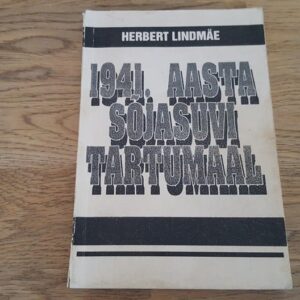 HERBERT LINDMÄE
1941. AASTA
SÕJASUVI
TARTUMAAL